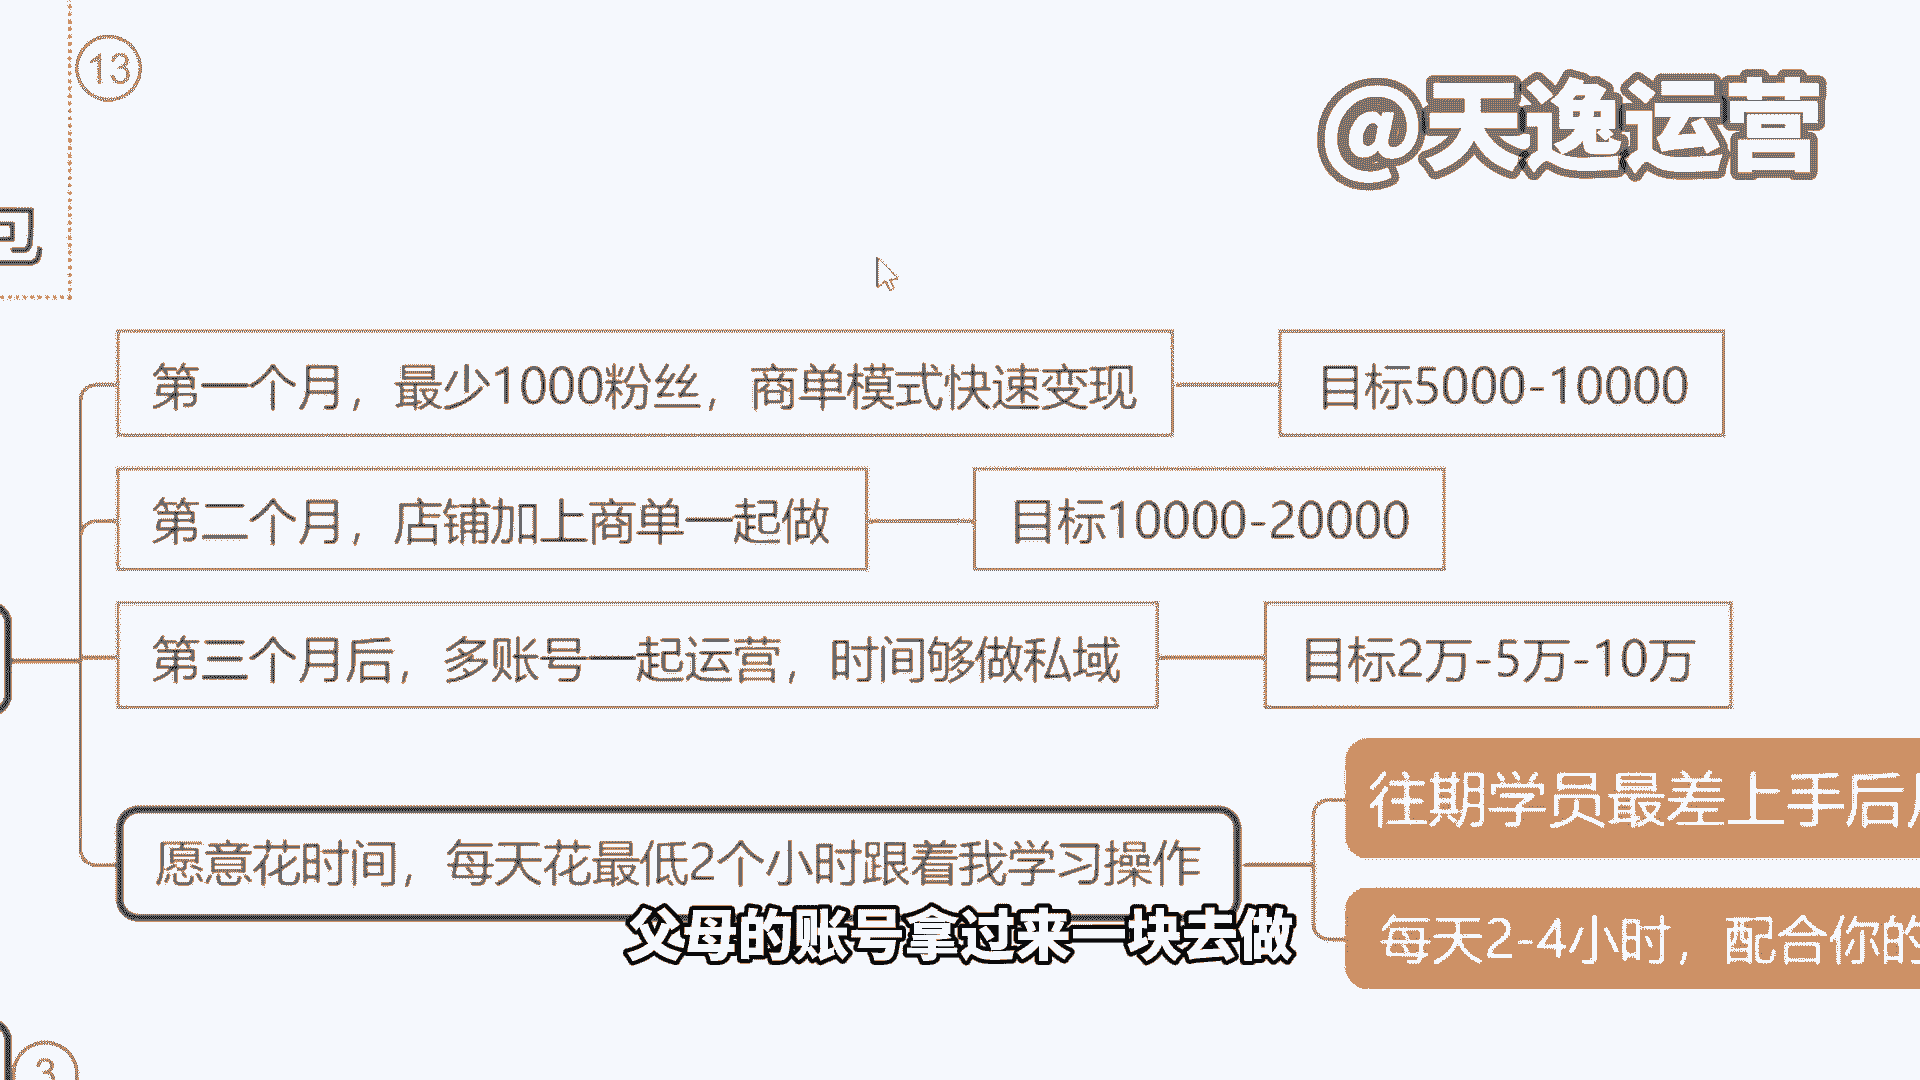 13
@天逸运营
包
第一个月，最少1000粉丝，商单模式快速变现
目标5000-10000
第二个月，店铺加上商单一起做
目标10000-20000
第三个月后，多账号一起运营，时间够做私域
目标2万-5万-10万
往期学员最差上手后
愿意花时间，每天花最低2个小时跟着我学习操作
每天2-4小时，配合你的
父母的账号拿过来一块去做
3